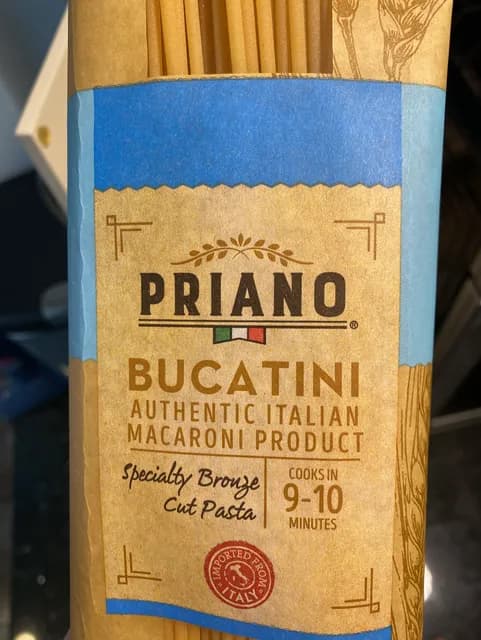 PRIANO®
BUCATINI
AUTHENTIC ITALIAN
MACARONI PRODUCT
Specialty Bronze
Cut Pasta
COOKS IN
9-10
MINUTES
IMPORTED FROM
ITALY